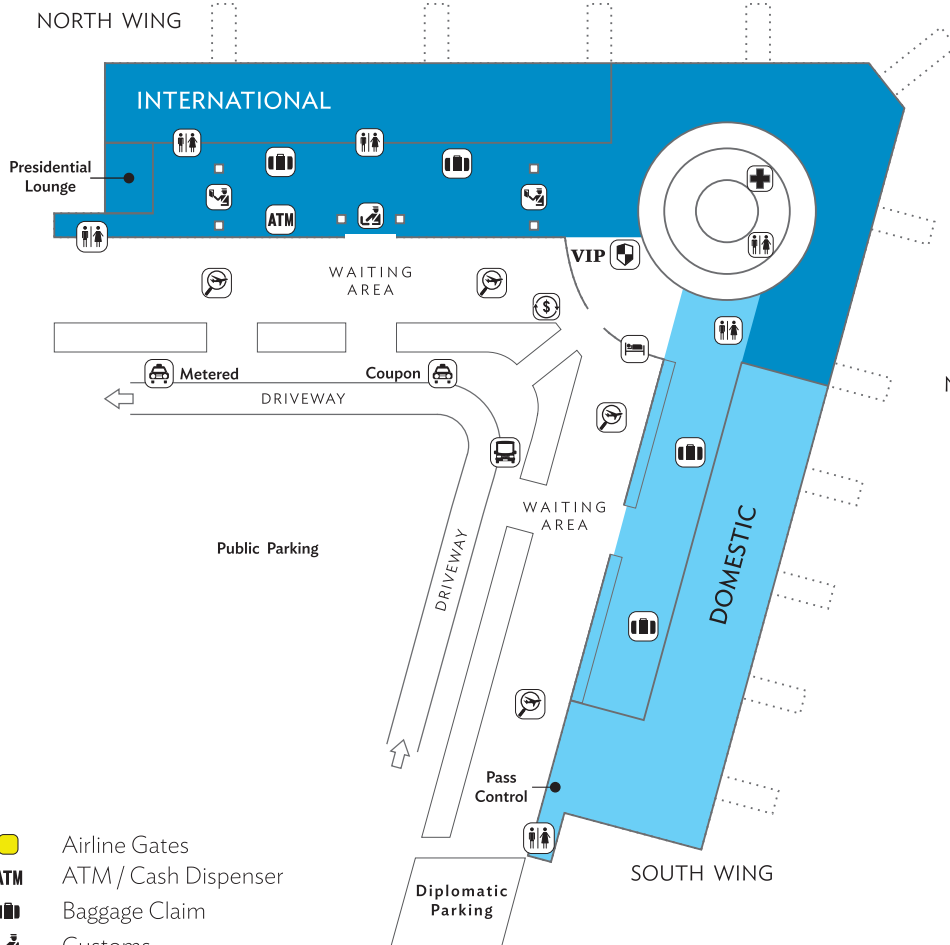 NORTH WING
INTERNATIONAL
Presidential
Lounge
ATM
VIP
$
WAITING
AREA
Metered
Coupon
DRIVEWAY
WAITING
AREA
Public Parking
DRIVEWAY
DOMESTIC
Pass
Control
SOUTH WING
Diplomatic
Parking
Airline Gates
ATM ATM / Cash Dispenser
Baggage Claim
Customs